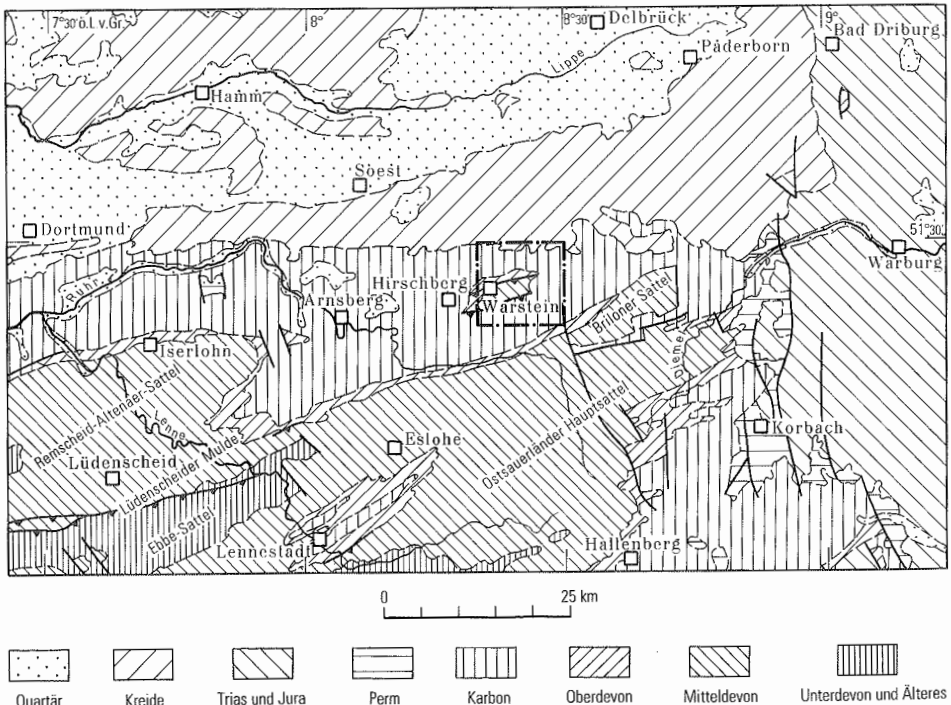 7°30' ö.L.v.Gr.
8°
8°30'
9°
Delbrück
Bad Driburg
Paderborn
Lippe
Hamm
Soest
Dortmund
51°30'
Warburg
Ruhr
Hirschberg
Arnsberg
Warstein
Briloner Sattel
Diemel
Iserlohn
Remscheid-Altenaer-Sattel
Lenne
Lüdenscheid
Lüdenscheider Mulde
Eslohe
Ostsauerländer Hauptsattel
Korbach
Ebbe-Sattel
Lennestadt
Hallenberg
0 25 km
Quartär
Kreide
Trias und Jura
Perm
Karbon
Oberdevon
Mitteldevon
Unterdevon und Älteres